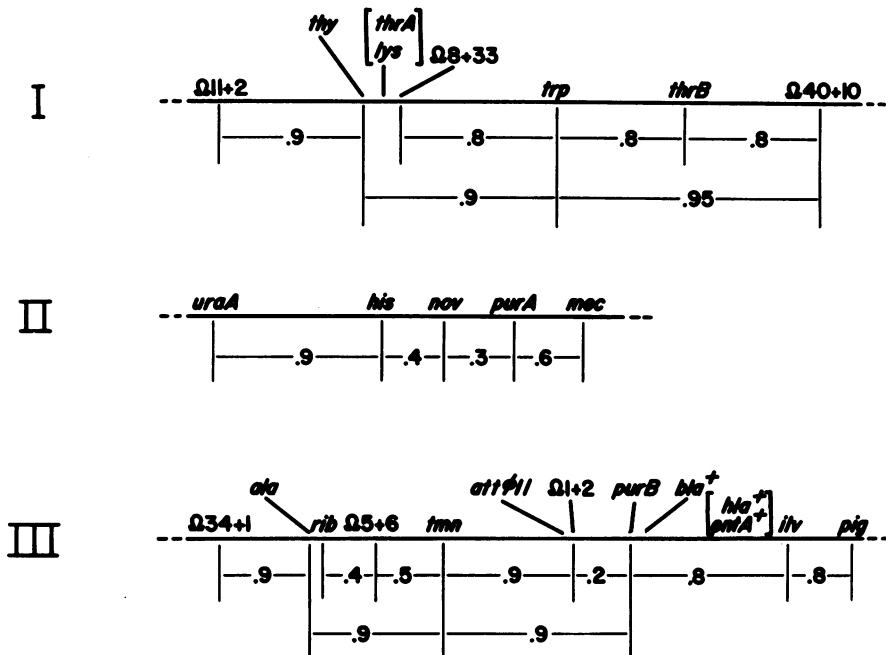 thy [thrA
lys] Ω8+33
I
Ω11+2 trp thrB Ω40+10
.9 .8 .8 .8
.9 .95
II
uraA his nov purA mec
.9 .4 .3 .6
III
ala attϕ11 Ω1+2 purB bla+ [hla+
entA+]
Ω34+1 rib Ω5+6 tmn ilv pig
.9 .4 .5 .9 .2 .8 .8
.9 .9